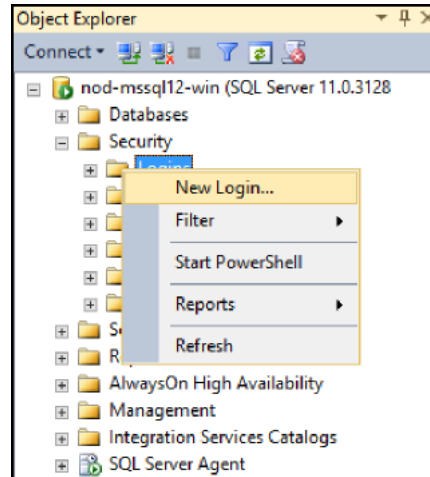 Object Explorer
Connect
nod-mssql12-win (SQL Server 11.0.3128
Databases
Security
Logins
New Login...
Filter
Start PowerShell
Reports
Refresh
AlwaysOn High Availability
Management
Integration Services Catalogs
SQL Server Agent